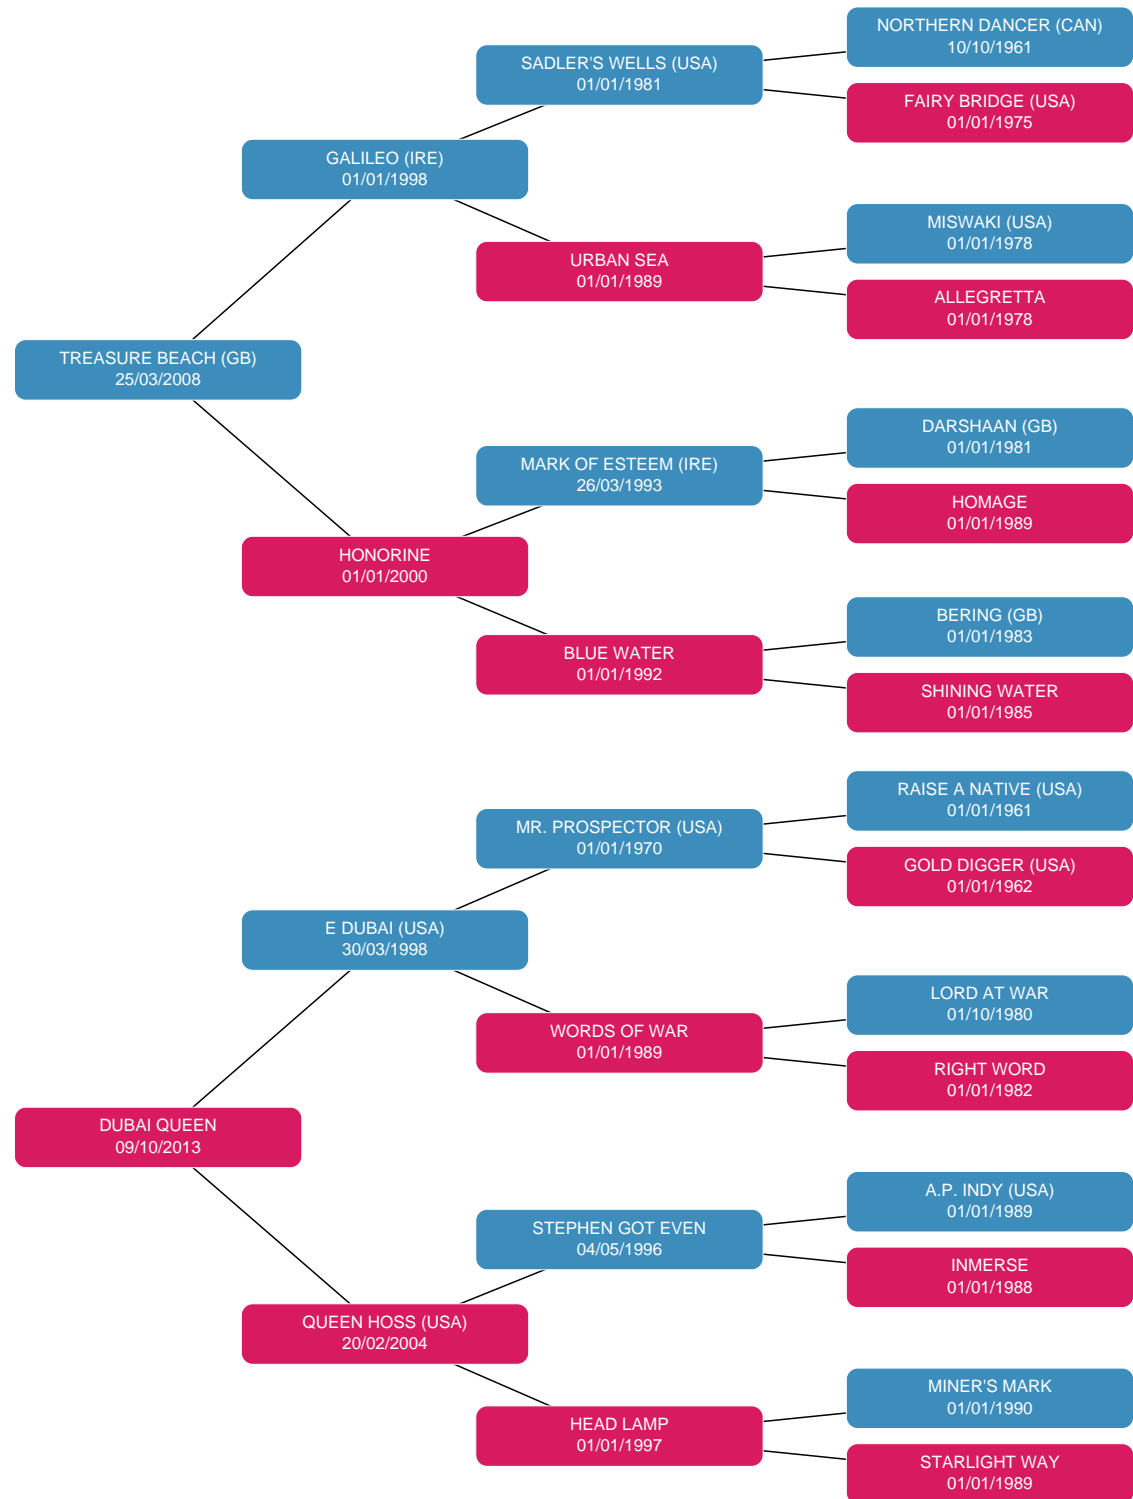 NORTHERN DANCER (CAN)
10/10/1961
SADLER'S WELLS (USA)
01/01/1981
FAIRY BRIDGE (USA)
01/01/1975
GALILEO (IRE)
01/01/1998
MISWAKI (USA)
01/01/1978
URBAN SEA
01/01/1989
ALLEGRETTA
01/01/1978
TREASURE BEACH (GB)
25/03/2008
DARSHAAN (GB)
01/01/1981
MARK OF ESTEEM (IRE)
26/03/1993
HOMAGE
01/01/1989
HONORINE
01/01/2000
BERING (GB)
01/01/1983
BLUE WATER
01/01/1992
SHINING WATER
01/01/1985
RAISE A NATIVE (USA)
01/01/1961
MR. PROSPECTOR (USA)
01/01/1970
GOLD DIGGER (USA)
01/01/1962
E DUBAI (USA)
30/03/1998
LORD AT WAR
01/10/1980
WORDS OF WAR
01/01/1989
RIGHT WORD
01/01/1982
DUBAI QUEEN
09/10/2013
A.P. INDY (USA)
01/01/1989
STEPHEN GOT EVEN
04/05/1996
INMERSE
01/01/1988
QUEEN HOSS (USA)
20/02/2004
MINER'S MARK
01/01/1990
HEAD LAMP
01/01/1997
STARLIGHT WAY
01/01/1989